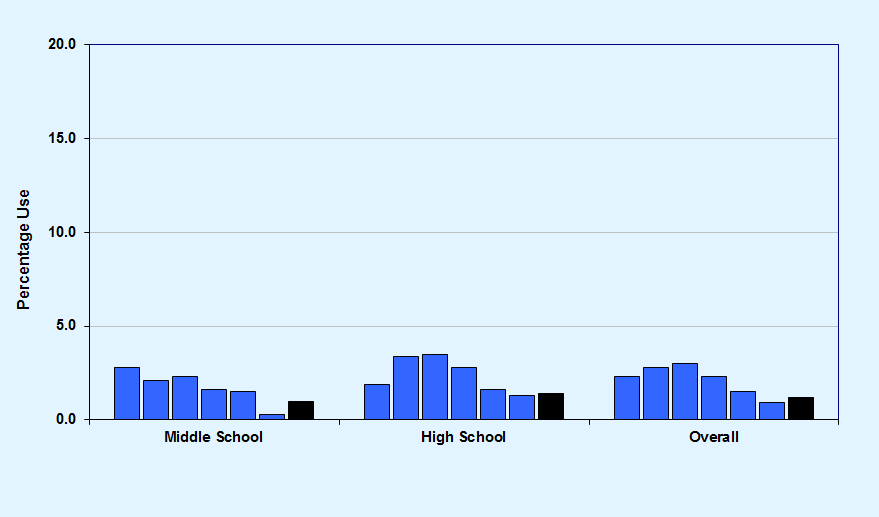 20.0
15.0
10.0
5.0
0.0
Percentage Use
Middle School
High School
Overall